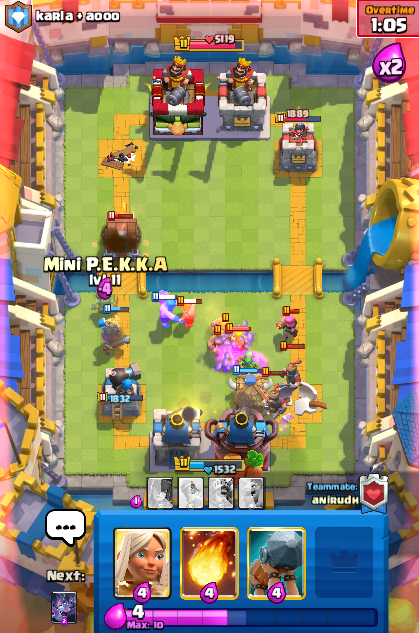 karla + aooo
Overtime
1:05
5119
x2
1889
Mini P.E.K.K.A
lvl 11
4
1832
1532
Teammate:
anirudh
...
4
4
4
Next:
4
Max: 10